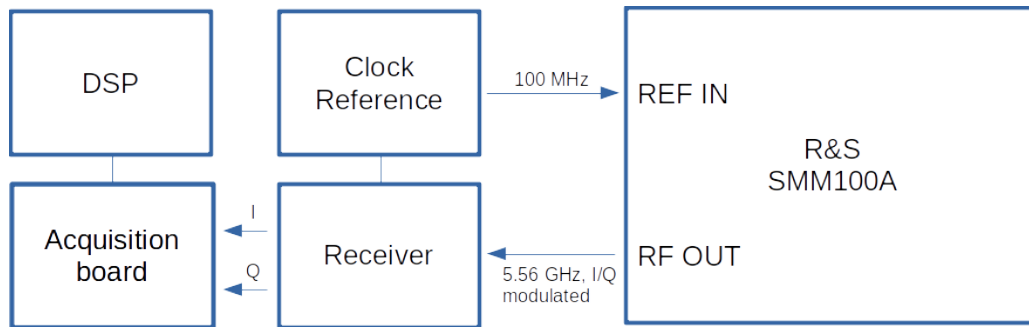 DSP
Clock
Reference
100 MHz
REF IN
R&S
SMM100A
Acquisition
board
I
Q
Receiver
5.56 GHz, I/Q
modulated
RF OUT